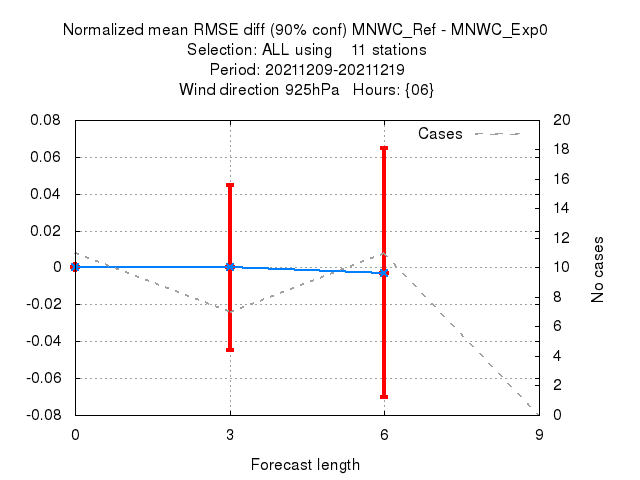 Normalized mean RMSE diff (90% conf) MNWC_Ref - MNWC_Exp0
Selection: ALL using    11 stations
Period: 20211209-20211219
Wind direction 925hPa   Hours: {06}
Cases
0.08
0.06
0.04
0.02
0
-0.02
-0.04
-0.06
-0.08
20
18
16
14
12
10
8
6
4
2
0
No cases
0 3 6 9
Forecast length